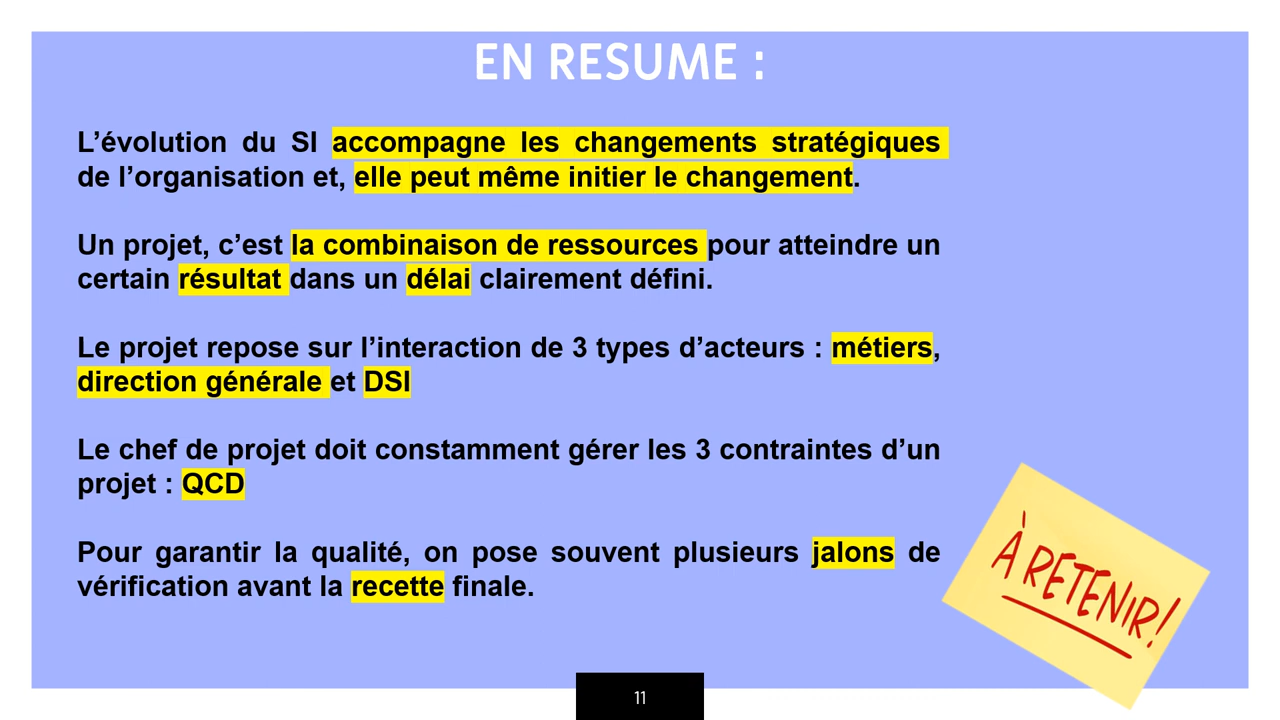 EN RESUME :
L’évolution du SI accompagne les changements stratégiques
de l’organisation et, elle peut même initier le changement.
Un projet, c’est la combinaison de ressources pour atteindre un
certain résultat dans un délai clairement défini.
Le projet repose sur l’interaction de 3 types d’acteurs : métiers,
direction générale et DSI
Le chef de projet doit constamment gérer les 3 contraintes d’un
projet : QCD
Pour garantir la qualité, on pose souvent plusieurs jalons de
vérification avant la recette finale.
À RETENIR!
11